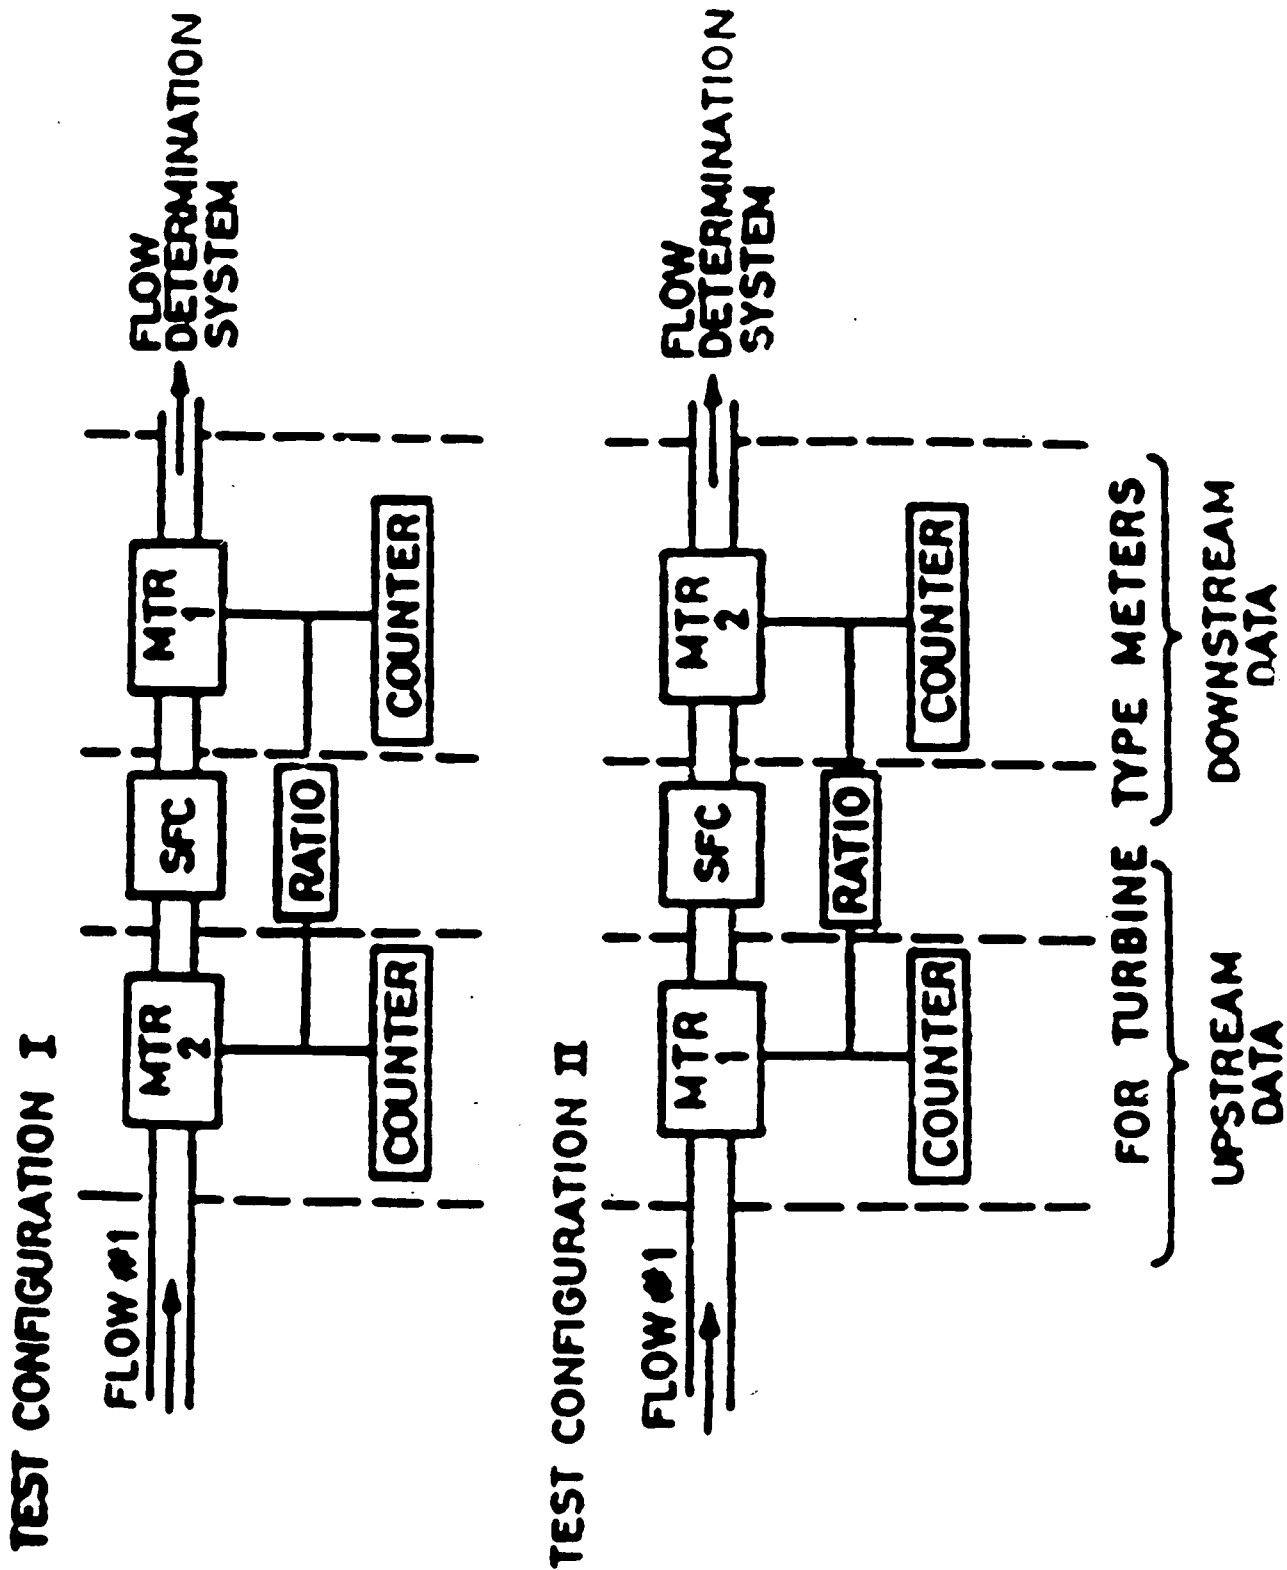 TEST CONFIGURATION I
FLOW #1
MTR
2
SFC
MTR
1
FLOW
DETERMINATION
SYSTEM
RATIO
COUNTER
COUNTER
TEST CONFIGURATION II
FLOW #1
MTR
1
SFC
MTR
2
FLOW
DETERMINATION
SYSTEM
RATIO
COUNTER
COUNTER
FOR TURBINE TYPE METERS
UPSTREAM
DATA
DOWNSTREAM
DATA